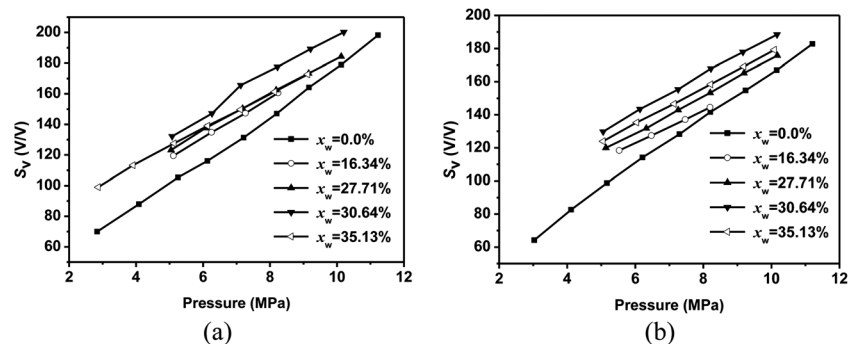 200
180
160
140
120
100
80
60
S_V (V/V)
x_w=0.0%
x_w=16.34%
x_w=27.71%
x_w=30.64%
x_w=35.13%
2 4 6 8 10 12
Pressure (MPa)
(a)
200
180
160
140
120
100
80
60
S_V (V/V)
x_w=0.0%
x_w=16.34%
x_w=27.71%
x_w=30.64%
x_w=35.13%
2 4 6 8 10 12
Pressure (MPa)
(b)